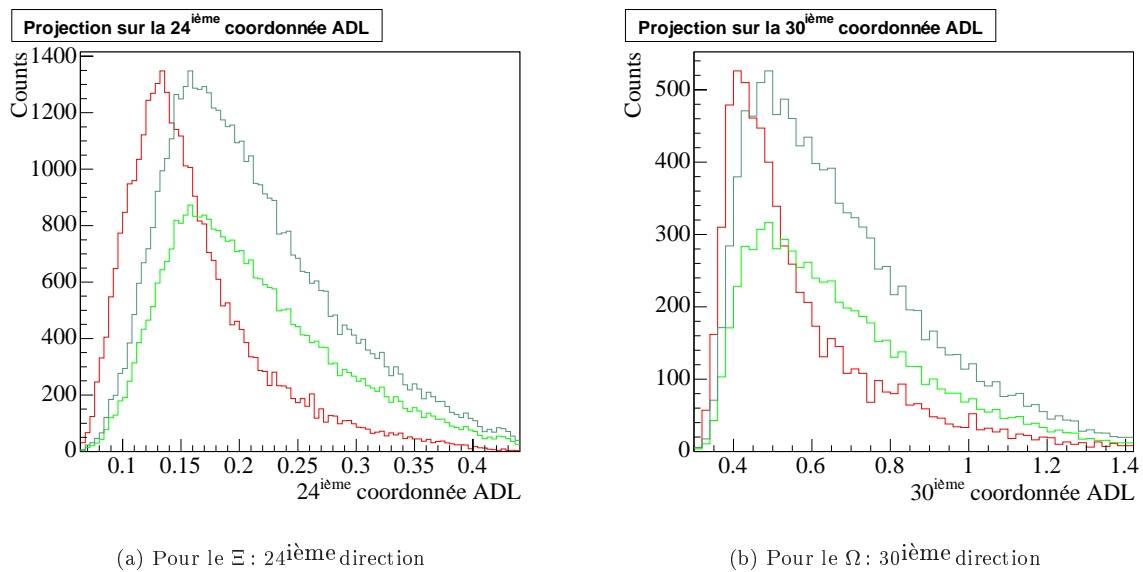 Projection sur la 24ième coordonnée ADL
Counts
1400
1200
1000
800
600
400
200
0
0.1 0.15 0.2 0.25 0.3 0.35 0.4
24ième coordonnée ADL
(a) Pour le Ξ : 24ième direction
Projection sur la 30ième coordonnée ADL
Counts
500
400
300
200
100
0
0.4 0.6 0.8 1 1.2 1.4
30ième coordonnée ADL
(b) Pour le Ω : 30ième direction